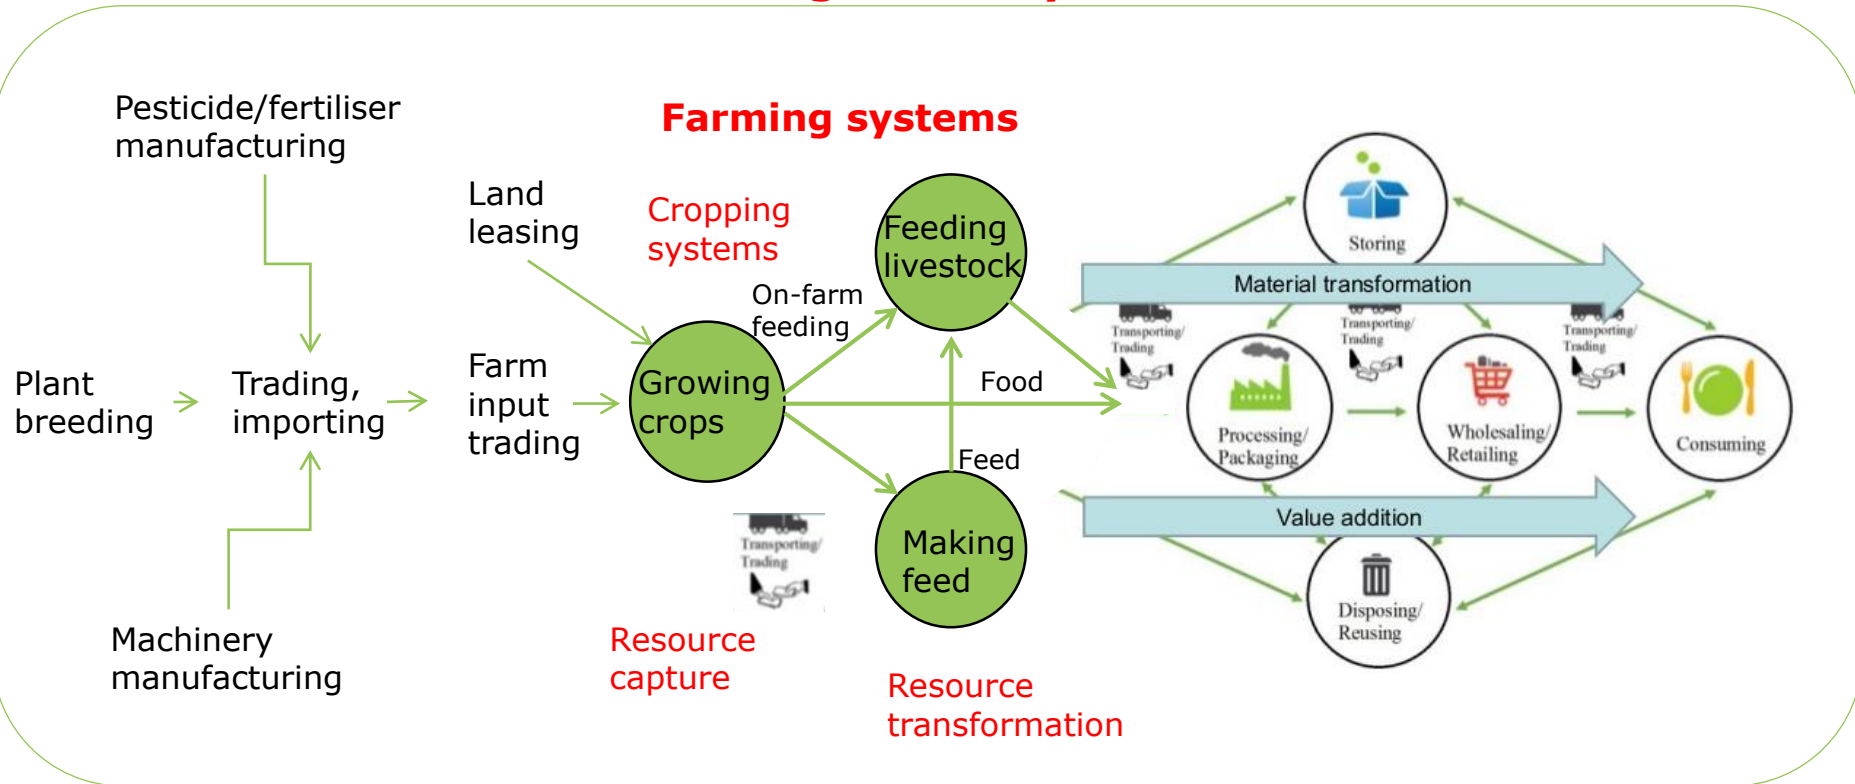 Pesticide/fertiliser
manufacturing
Farming systems
Land
leasing
Cropping
systems
Feeding
livestock
Storing
On-farm
feeding
Material transformation
Transporting/
Trading
Transporting/
Trading
Transporting/
Trading
Plant
breeding
Trading,
importing
Farm
input
trading
Growing
crops
Food
Processing/
Packaging
Wholesaling/
Retailing
Consuming
Feed
Value addition
Transporting/
Trading
Making
feed
Disposing/
Reusing
Machinery
manufacturing
Resource
capture
Resource
transformation